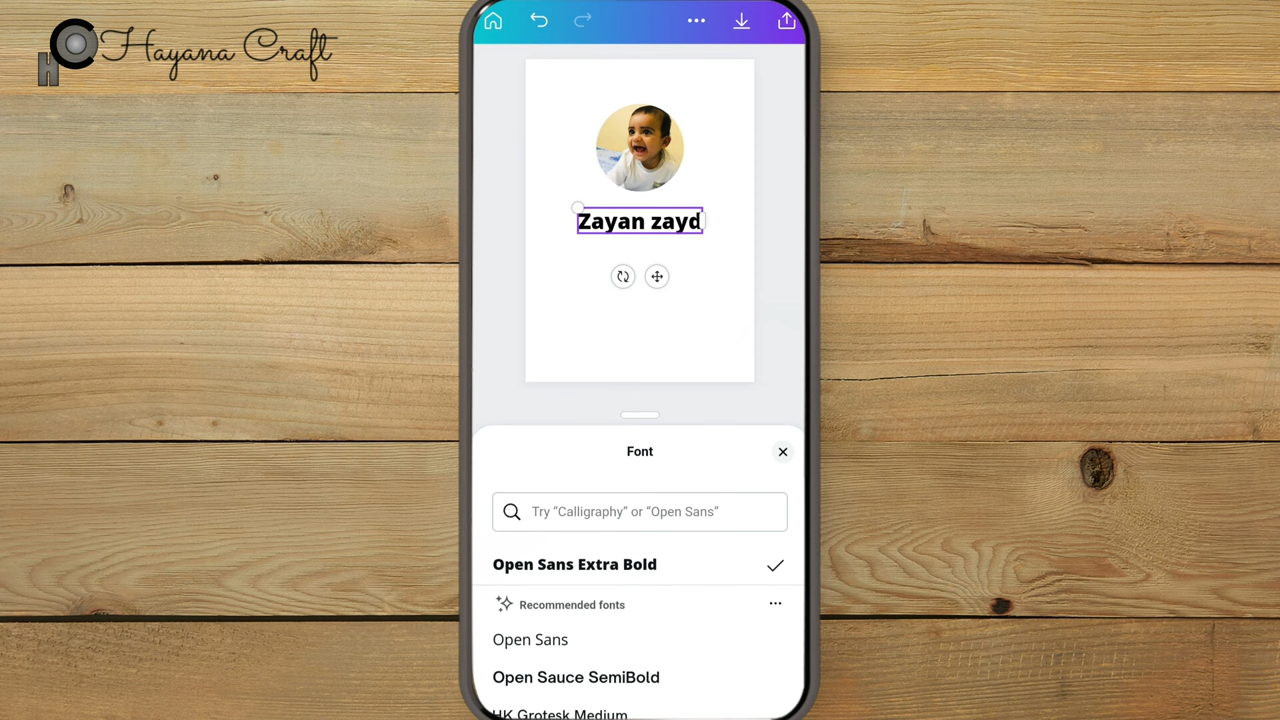 H
Hayana Craft
Zayan zayd
Font
Try “Calligraphy” or “Open Sans”
Open Sans Extra Bold
Recommended fonts
Open Sans
Open Sauce SemiBold
HK Grotesk Medium